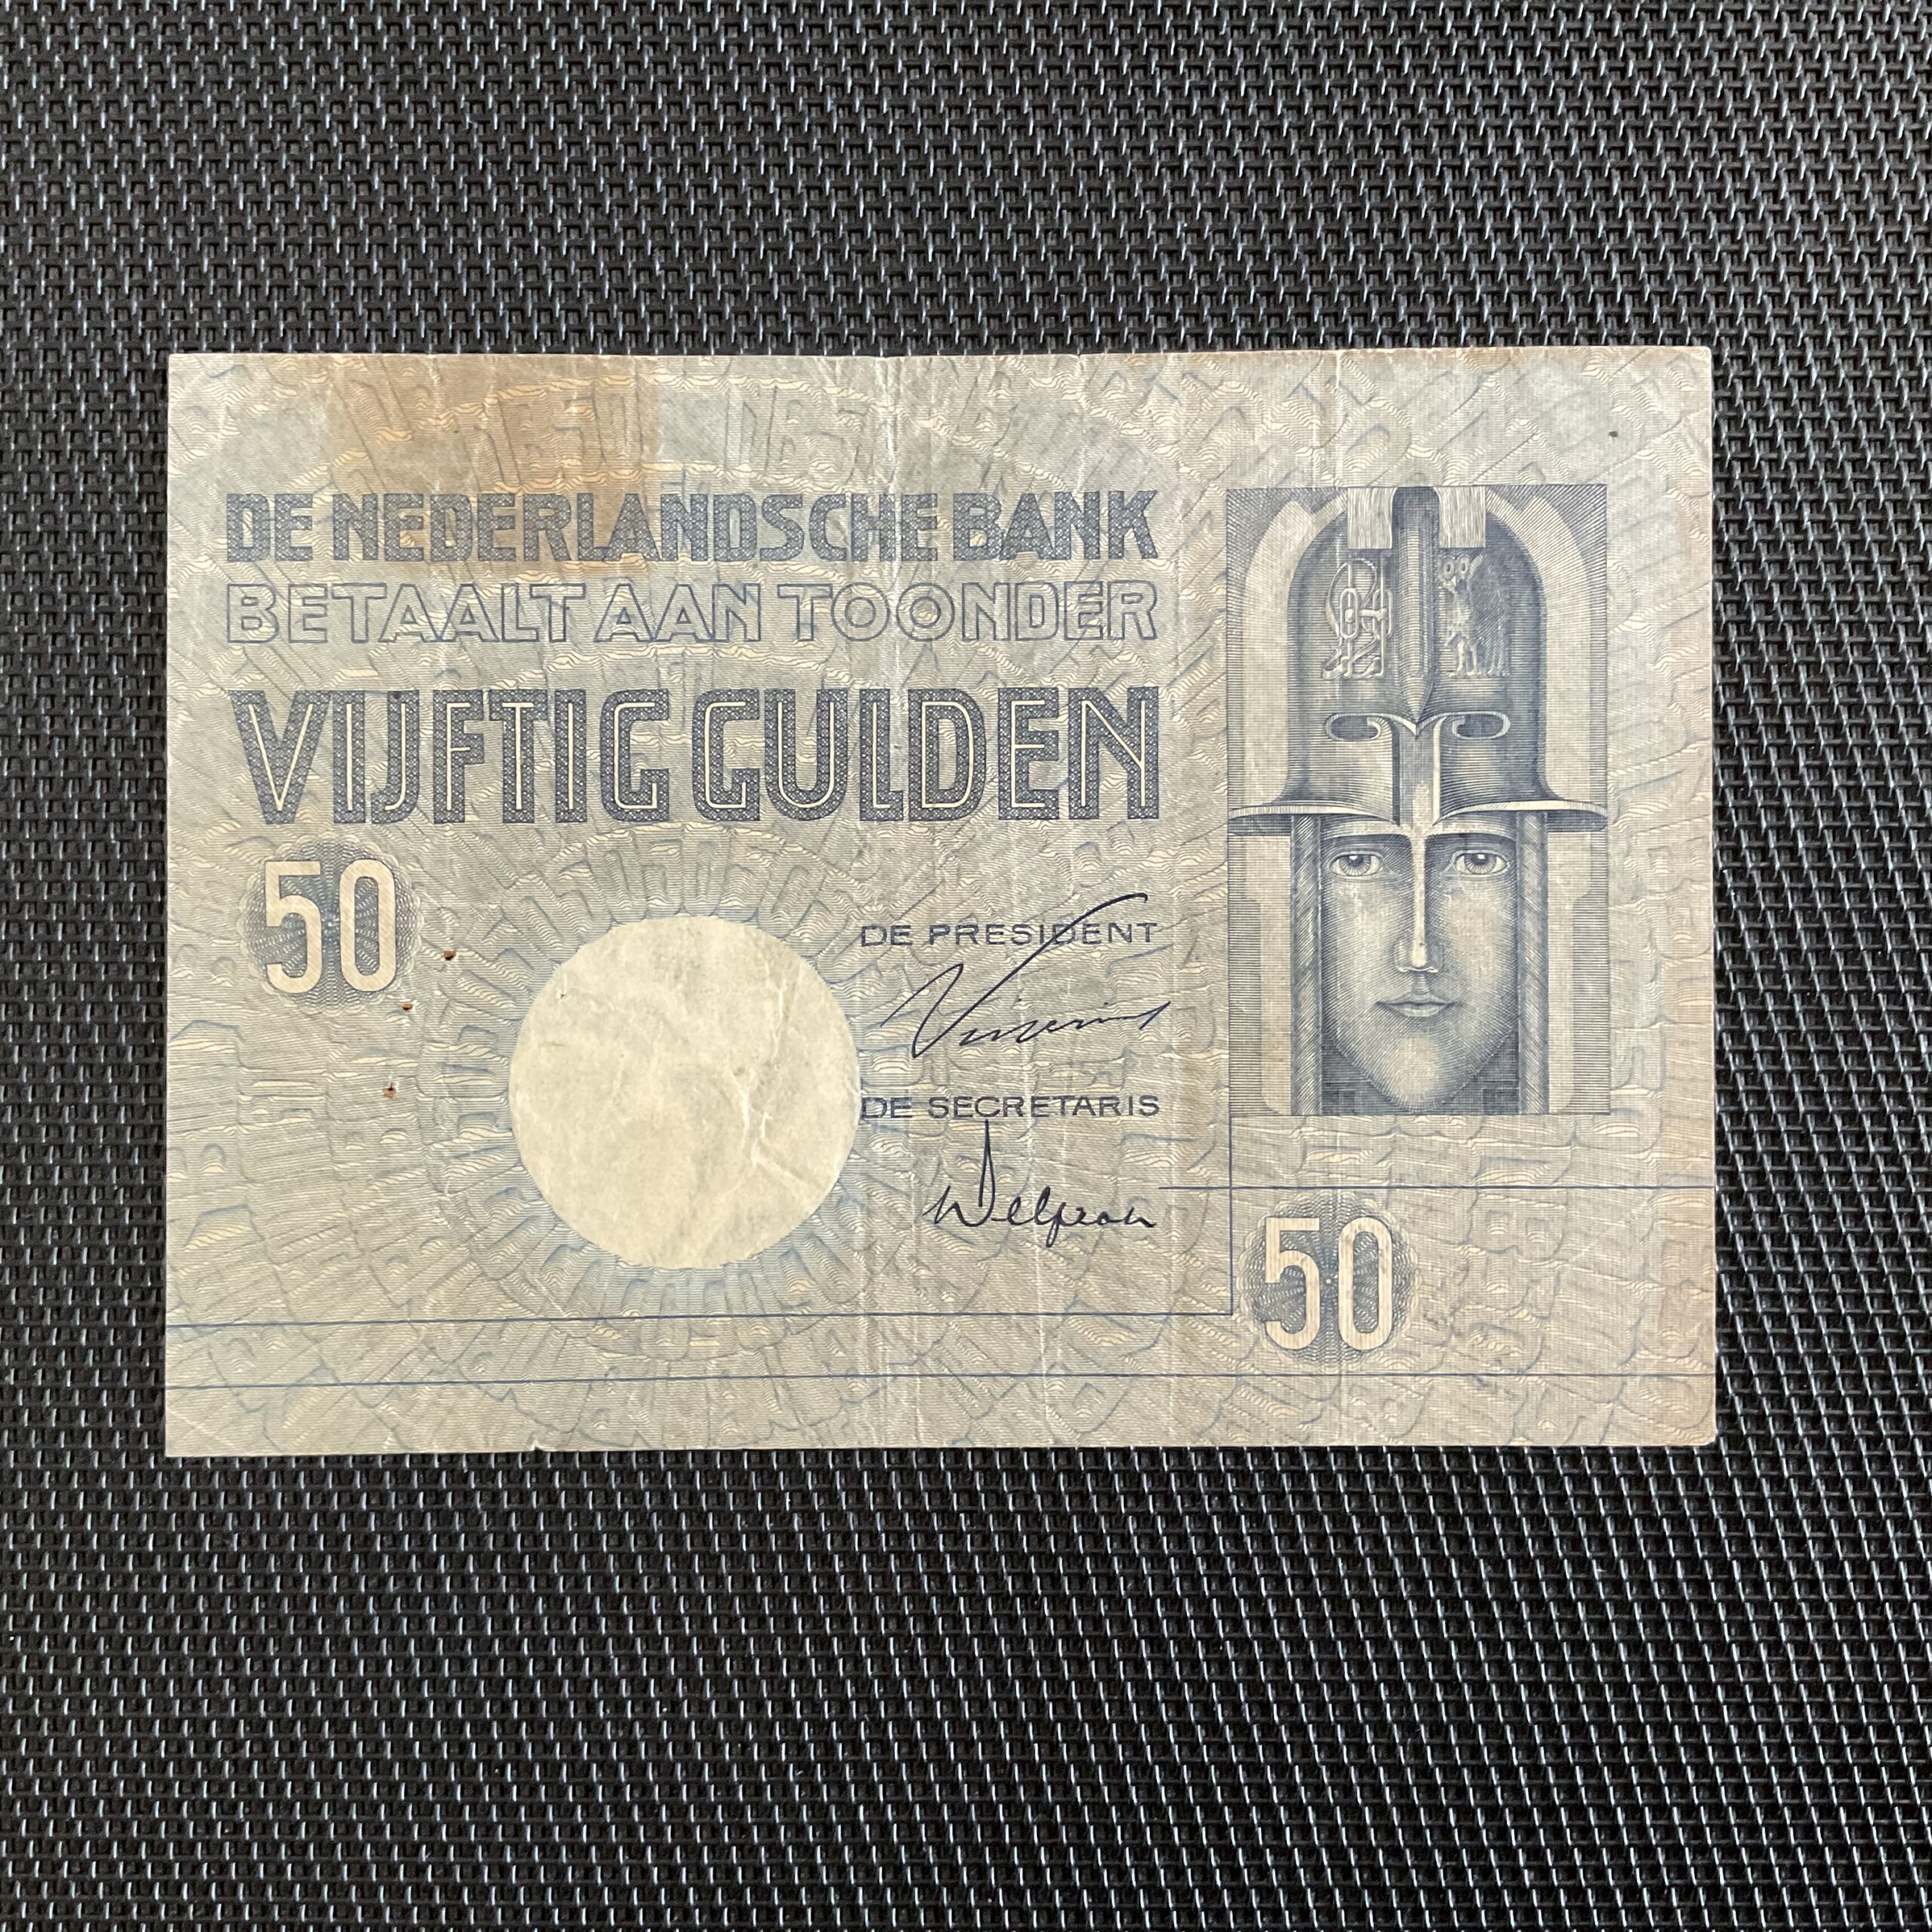 DE NEDERLANDSCHE BANK
BETAALT AAN TOONDER
VIJFTIG GULDEN
50
DE PRESIDENT
DE SECRETARIS
50